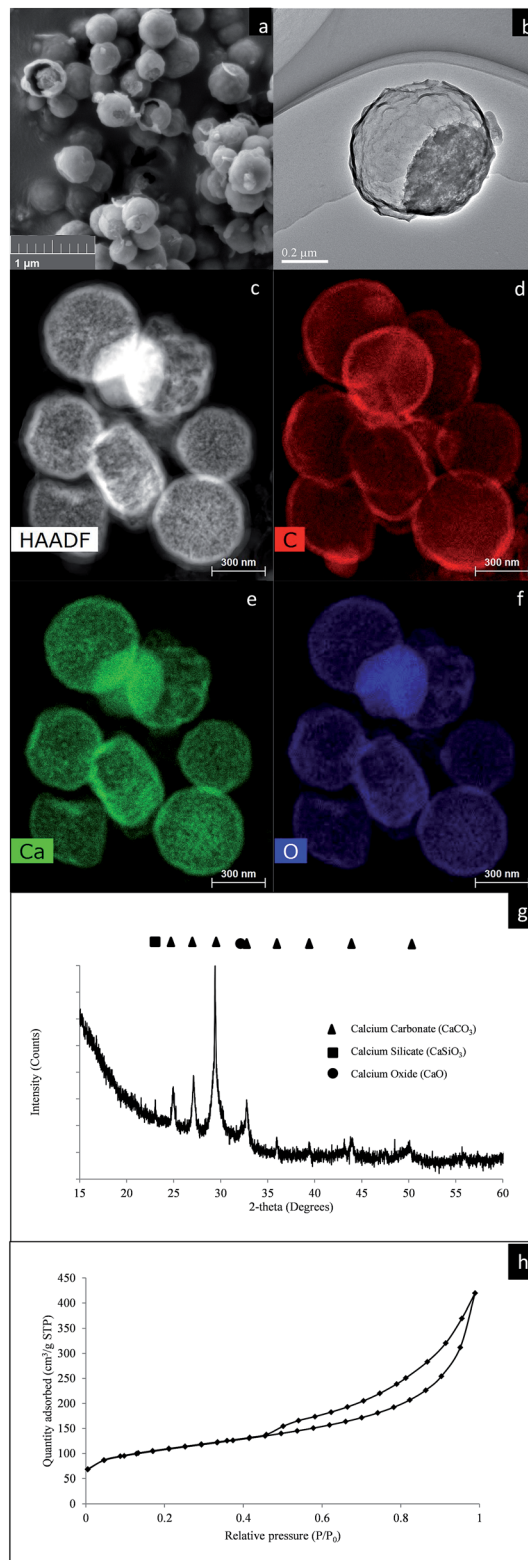 a
b
1 µm
0.2 µm
c
d
HAADF
300 nm
C
300 nm
e
f
Ca
300 nm
O
300 nm
g
Calcium Carbonate (CaCO₃)
Calcium Silicate (CaSiO₃)
Calcium Oxide (CaO)
Intensity (Counts)
15 20 25 30 35 40 45 50 55 60
2-theta (Degrees)
h
450
400
350
300
250
200
150
100
50
0
Quantity adsorbed (cm³/g STP)
0 0.2 0.4 0.6 0.8 1
Relative pressure (P/P₀)